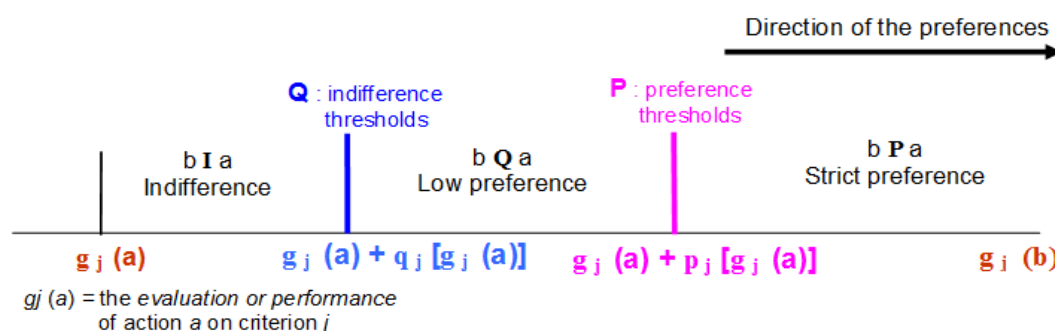 Direction of the preferences
Q : indifference
thresholds
P : preference
thresholds
b I a
Indifference
b Q a
Low preference
b P a
Strict preference
g j (a)
g j (a) + q j [g j (a)]
g j (a) + p j [g j (a)]
g j (b)
gj (a) = the evaluation or performance
of action a on criterion j